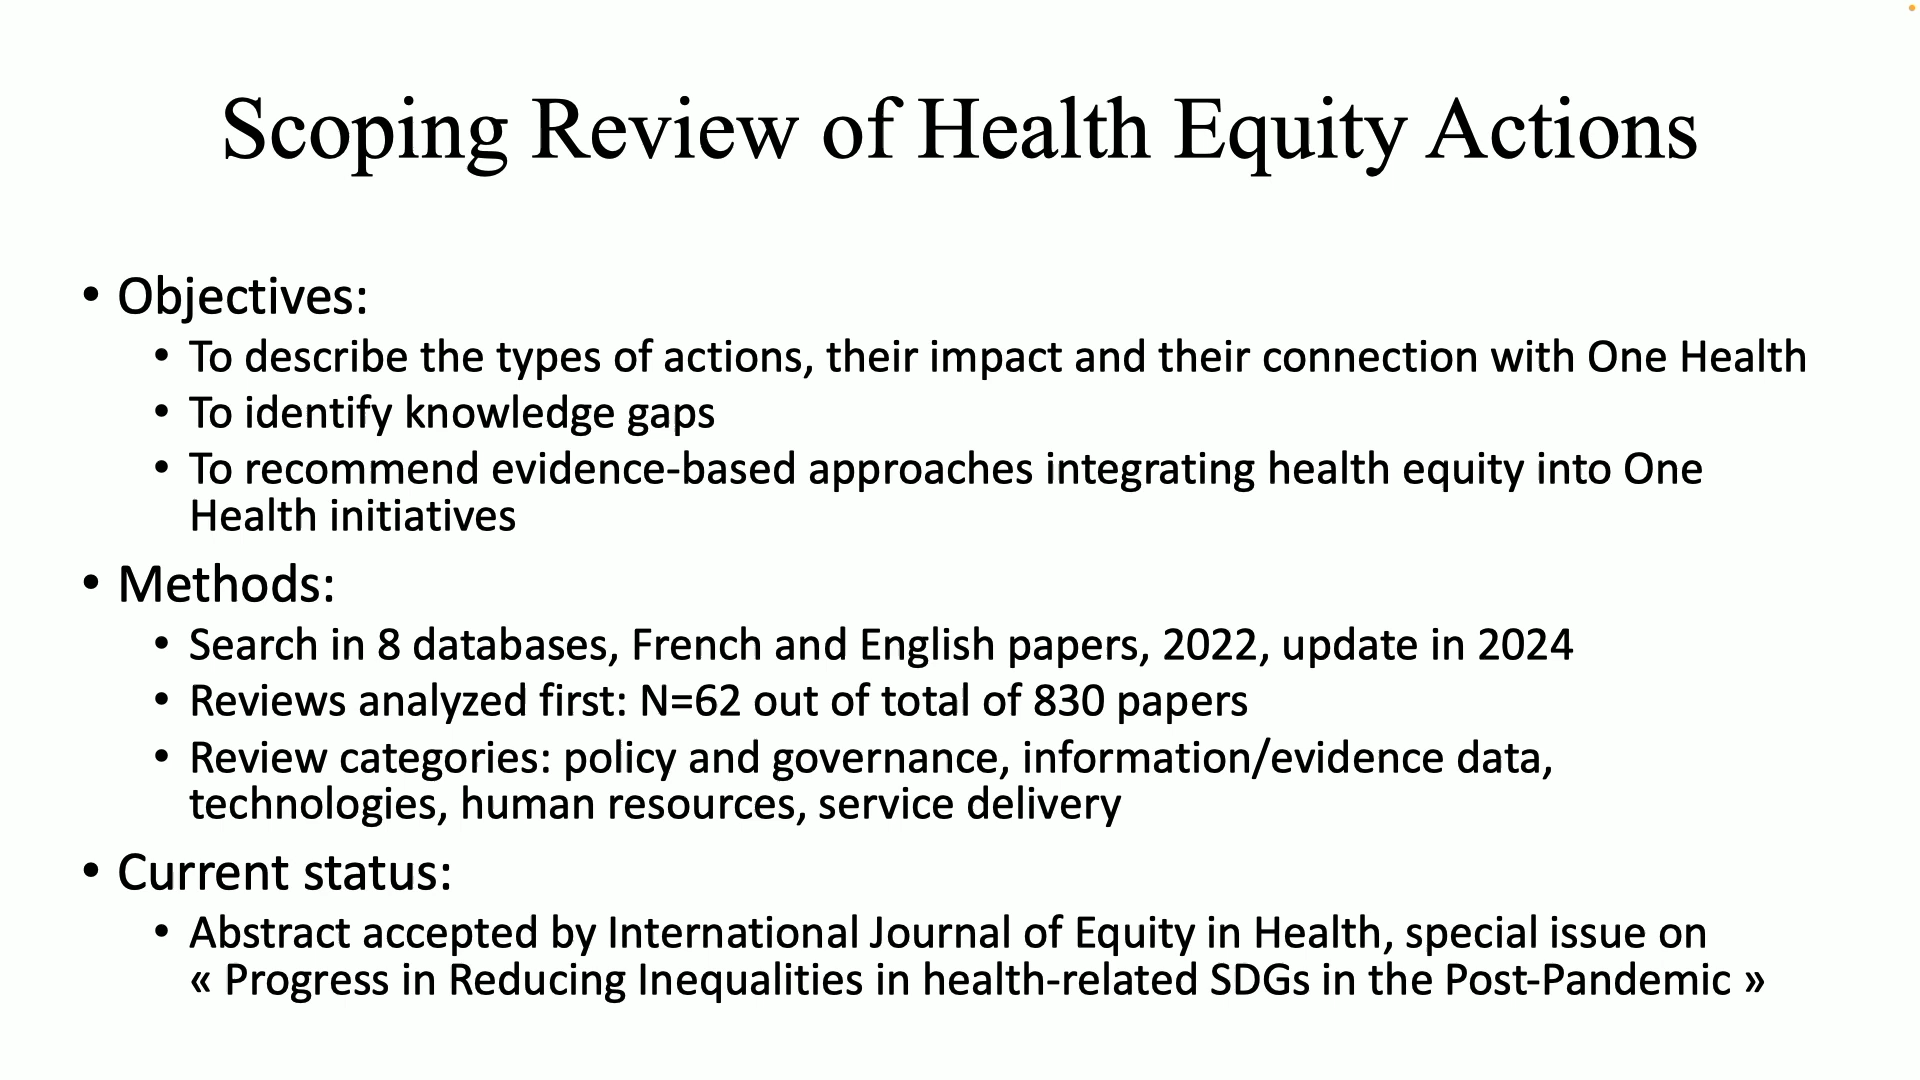 Scoping Review of Health Equity Actions
• Objectives:
• To describe the types of actions, their impact and their connection with One Health
• To identify knowledge gaps
• To recommend evidence-based approaches integrating health equity into One
Health initiatives
• Methods:
• Search in 8 databases, French and English papers, 2022, update in 2024
• Reviews analyzed first: N=62 out of total of 830 papers
• Review categories: policy and governance, information/evidence data,
technologies, human resources, service delivery
• Current status:
• Abstract accepted by International Journal of Equity in Health, special issue on
« Progress in Reducing Inequalities in health-related SDGs in the Post-Pandemic »